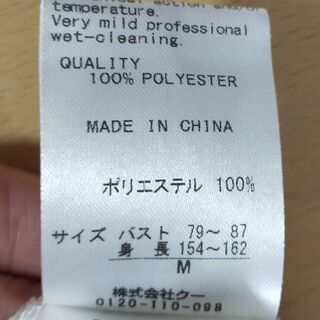 temperature.
Very mild professional
wet-cleaning.
QUALITY
100% POLYESTER
MADE IN CHINA
ポリエステル 100%
サイズ バスト 79～ 87
身 長 154～162
M
株式会社クー
0120-110-098